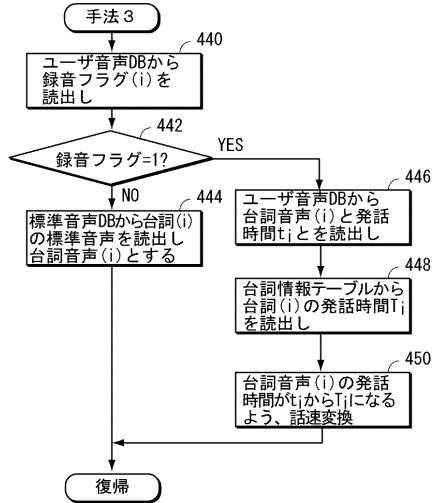 手法3
440
ユーザ音声DBから
録音フラグ(i)を
読出し
442
録音フラグ=1?
YES
NO
444
標準音声DBから台詞(i)
の標準音声を読出し
台詞音声(i)とする
446
ユーザ音声DBから
台詞音声(i)と発話
時間tiとを読出し
448
台詞情報テーブルから
台詞(i)の発話時間Ti
を読出し
450
台詞音声(i)の発話
時間がtiからTiになる
よう、話速変換
復帰